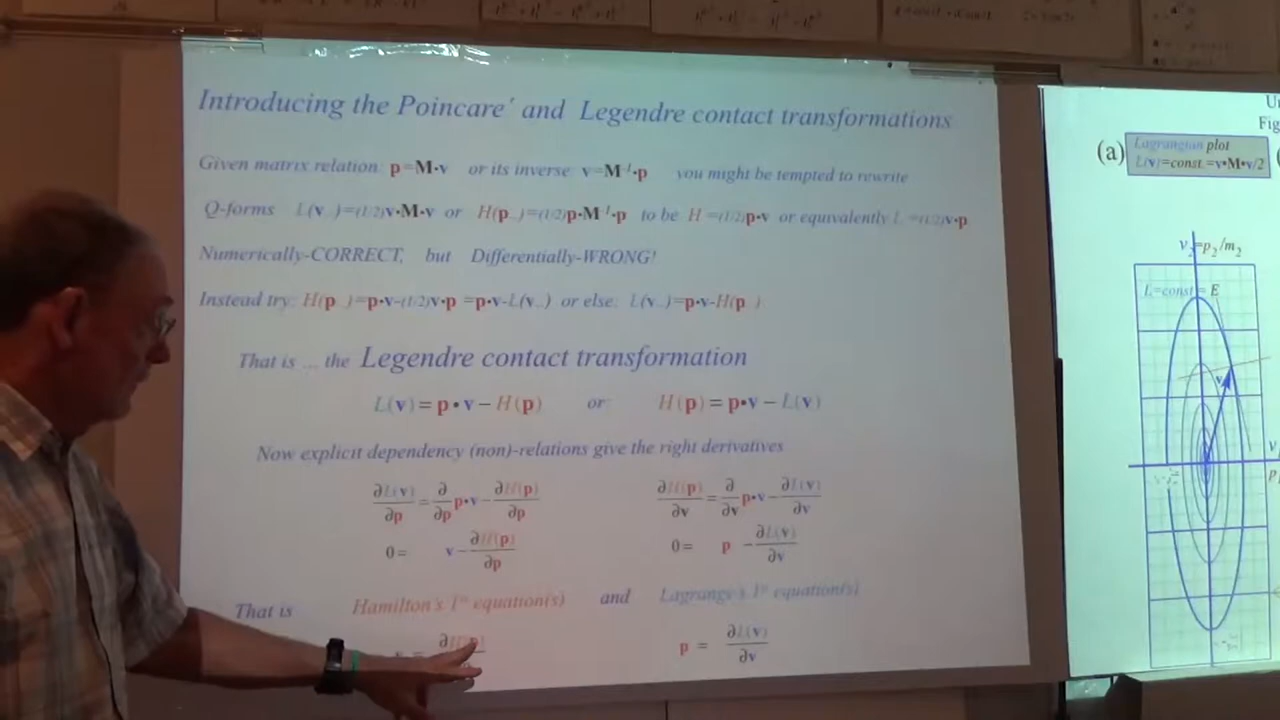 Introducing the Poincare′ and Legendre contact transformations
Given matrix relation: p=M•v or its inverse v=M⁻¹•p you might be tempted to rewrite
Q-forms L(v..)=(1/2)v•M•v or H(p..)=(1/2)p•M⁻¹•p to be H =(1/2)p•v or equivalently L =(1/2)v•p
Numerically-CORRECT, but Differentially-WRONG!
Instead try: H(p..)=p•v-(1/2)v•p =p•v-L(v..) or else: L(v..)=p•v-H(p..)
That is ... the Legendre contact transformation
L(v) = p • v − H(p) or: H(p) = p•v − L(v)
Now explicit dependency (non)-relations give the right derivatives
∂L(v)/∂p = ∂/∂p p•v − ∂H(p)/∂p ∂H(p)/∂v = ∂/∂v p•v − ∂L(v)/∂v
0 = v − ∂H(p)/∂p 0 = p − ∂L(v)/∂v
That is Hamilton's 1st equation(s) and Lagrange's 1st equation(s)
p = ∂L(v)/∂v
(a)
Lagrangian plot
L(v)=const.=v•M•v/2
v₂=p₂/m₂
L=const = E
v